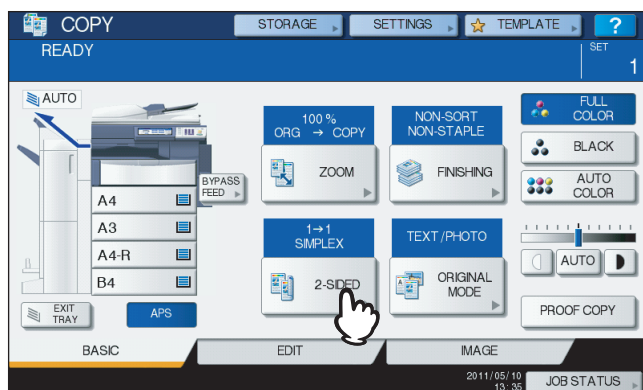 COPY
STORAGE
SETTINGS
TEMPLATE
?
READY
SET
1
AUTO
100 %
ORG → COPY
NON-SORT
NON-STAPLE
FULL
COLOR
ZOOM
FINISHING
BLACK
BYPASS
FEED
AUTO
COLOR
A4
A3
A4-R
B4
1→1
SIMPLEX
TEXT/PHOTO
2-SIDED
ORIGINAL
MODE
AUTO
EXIT
TRAY
APS
PROOF COPY
BASIC
EDIT
IMAGE
2011/05/10
13:35
JOB STATUS